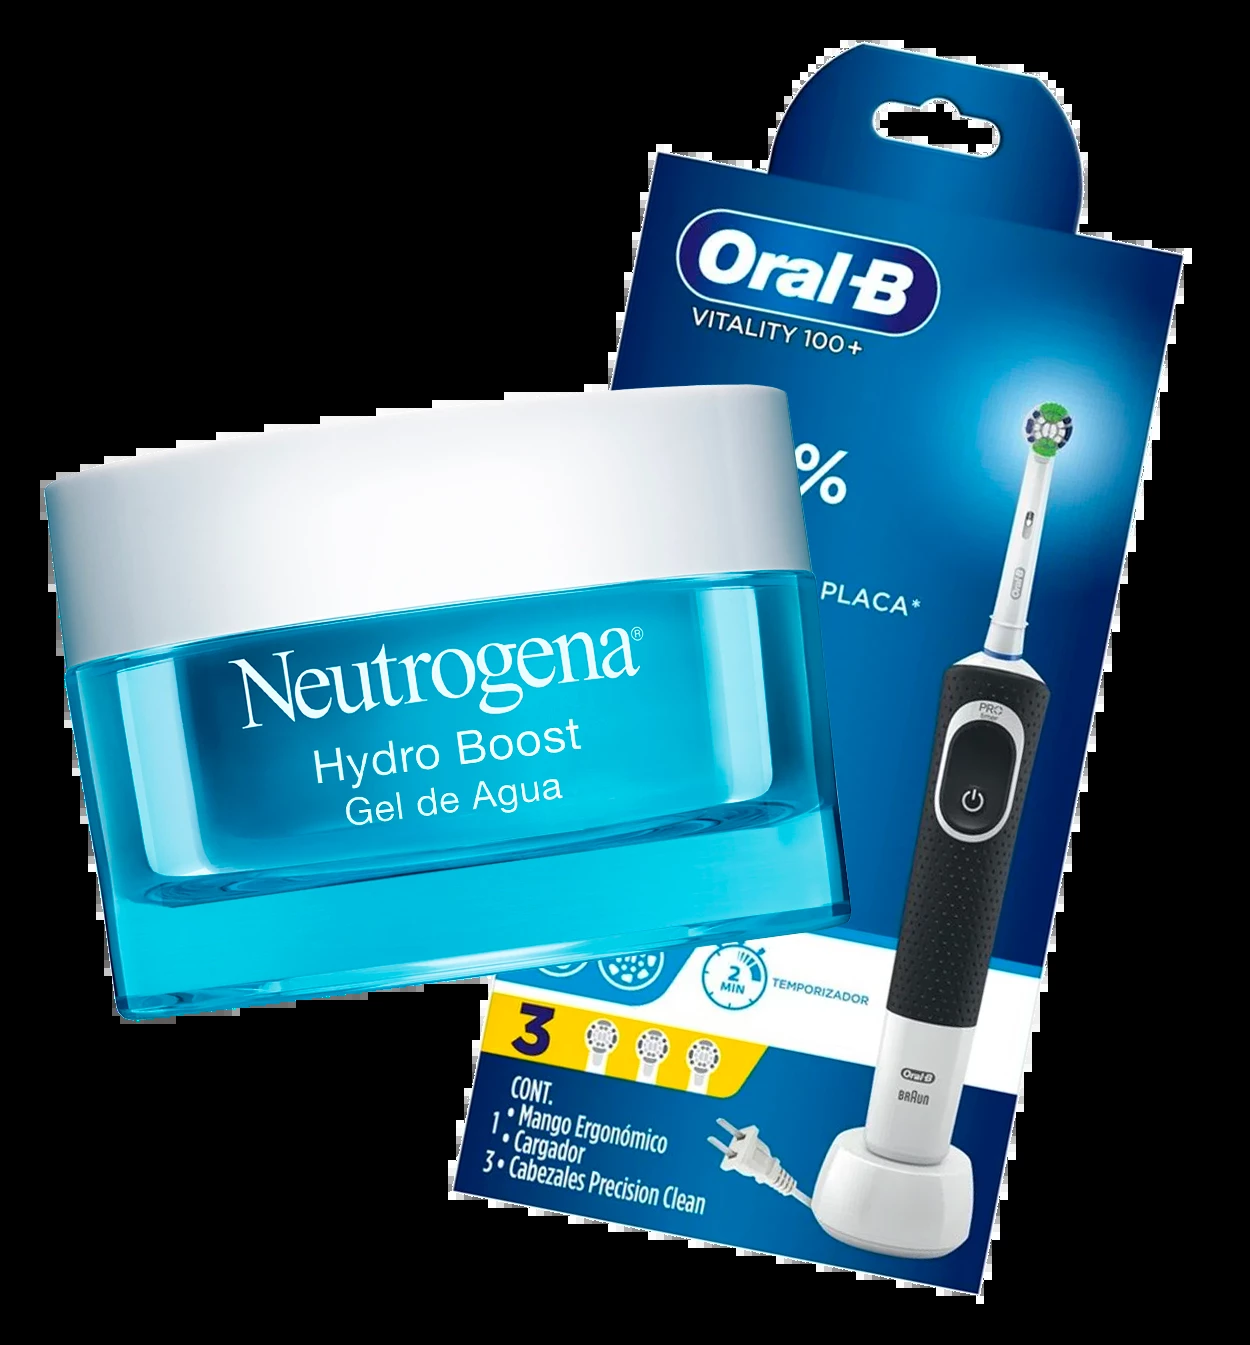 Oral-B
VITALITY 100+
%
PLACA*
Neutrogena®
Hydro Boost
Gel de Agua
2
MIN
TEMPORIZADOR
3
CONT.
1 • Mango Ergonómico
• Cargador
3 • Cabezales Precision Clean
Oral-B
PRO
timer
Oral-B
BRAUN